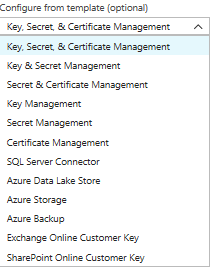 Configure from template (optional)
Key, Secret, & Certificate Management
Key, Secret, & Certificate Management
Key & Secret Management
Secret & Certificate Management
Key Management
Secret Management
Certificate Management
SQL Server Connector
Azure Data Lake Store
Azure Storage
Azure Backup
Exchange Online Customer Key
SharePoint Online Customer Key